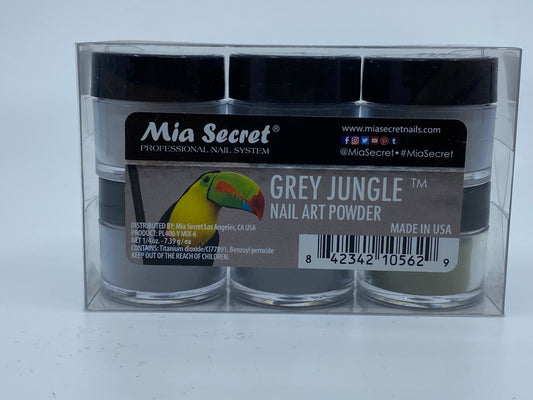 Mia Secret®
PROFESSIONAL NAIL SYSTEM
www.miasecretnails.com
@MiaSecret•#MiaSecret
GREY JUNGLE™
NAIL ART POWDER
DISTRIBUTED BY: Mia Secret Los Angeles, CA USA
PRODUCT: PL400-Y MIX-6
NET 1/4oz. - 7.39 g / ea
CONTAINS: Titanium dioxide/CI77891, Benzoyl peroxide
KEEP OUT OF THE REACH OF CHILDREN.
MADE IN USA
8 42342 10562 9